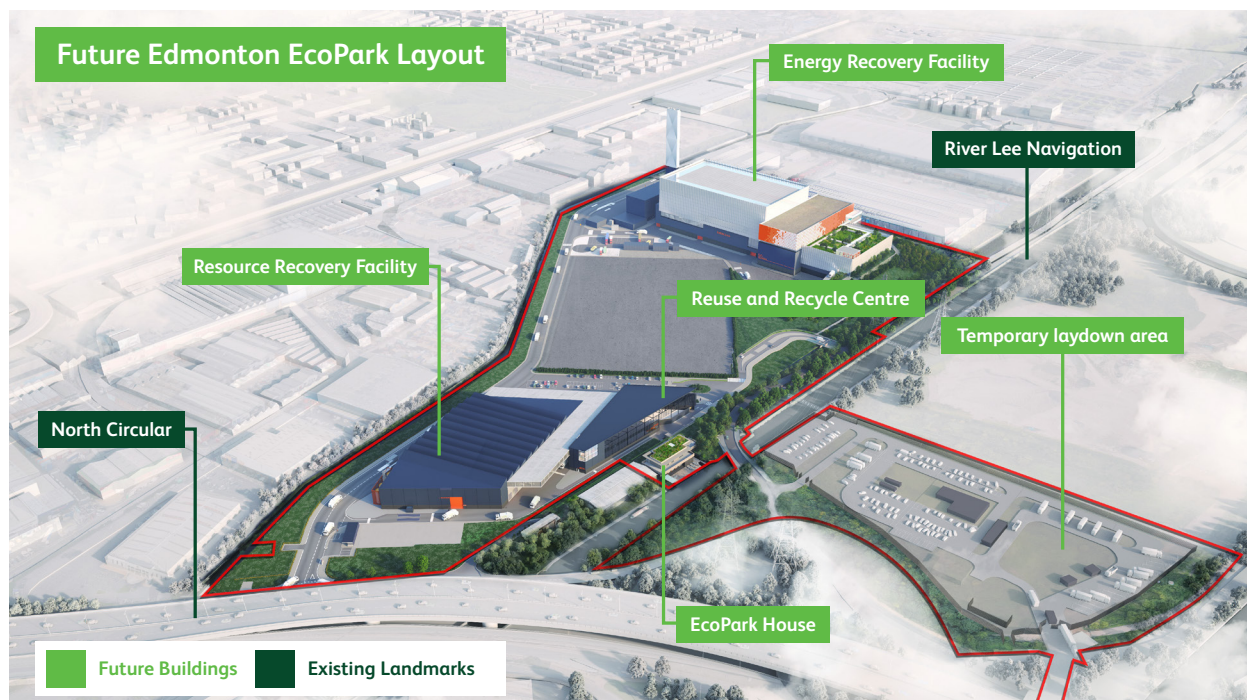 Future Edmonton EcoPark Layout
Energy Recovery Facility
River Lee Navigation
Resource Recovery Facility
Reuse and Recycle Centre
Temporary laydown area
North Circular
EcoPark House
Future Buildings
Existing Landmarks